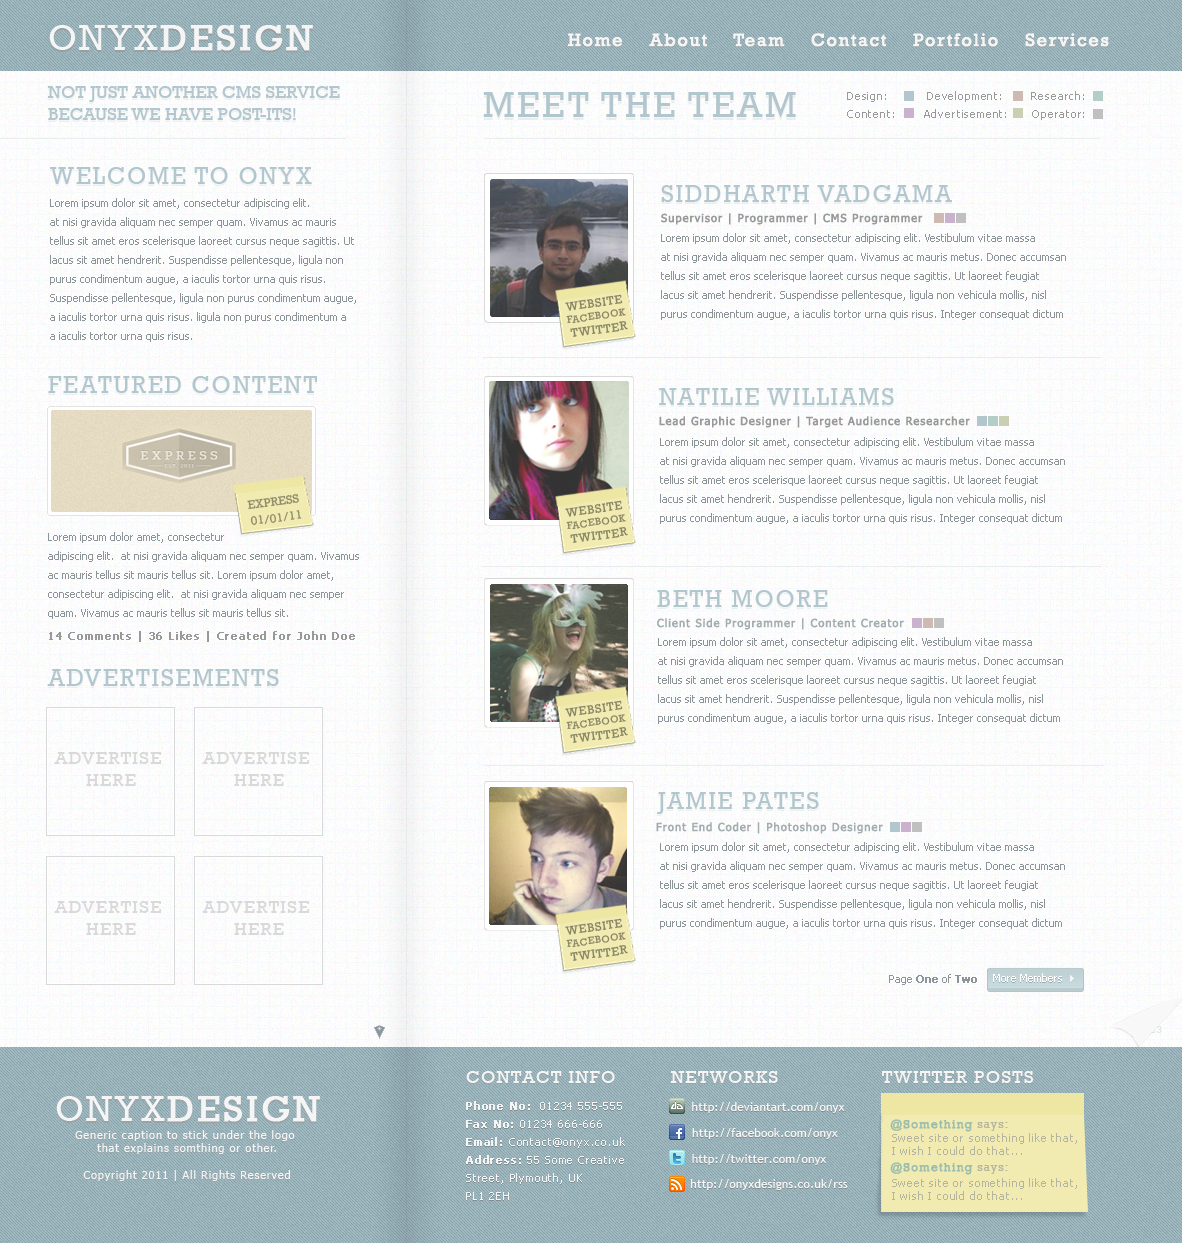 ONYXDESIGN
Home About Team Contact Portfolio Services
NOT JUST ANOTHER CMS SERVICE
BECAUSE WE HAVE POST-ITS!
WELCOME TO ONYX
Lorem ipsum dolor sit amet, consectetur adipiscing elit.
at nisi gravida aliquam nec semper quam. Vivamus ac mauris
tellus sit amet eros scelerisque laoreet cursus neque sagittis. Ut
lacus sit amet hendrerit. Suspendisse pellentesque, ligula non
purus condimentum augue, a iaculis tortor urna quis risus.
Suspendisse pellentesque, ligula non purus condimentum augue,
a iaculis tortor urna quis risus. ligula non purus condimentum a
a iaculis tortor urna quis risus.
FEATURED CONTENT
EXPRESS
EST. 2011
EXPRESS
01/01/11
Lorem ipsum dolor amet, consectetur
adipiscing elit. at nisi gravida aliquam nec semper quam. Vivamus
ac mauris tellus sit mauris tellus sit. Lorem ipsum dolor amet,
consectetur adipiscing elit. at nisi gravida aliquam nec semper
quam. Vivamus ac mauris tellus sit mauris tellus sit.
14 Comments | 36 Likes | Created for John Doe
ADVERTISEMENTS
ADVERTISE
HERE
ADVERTISE
HERE
ADVERTISE
HERE
ADVERTISE
HERE
MEET THE TEAM
Design: Development: Research:
Content: Advertisement: Operator:
SIDDHARTH VADGAMA
Supervisor | Programmer | CMS Programmer
Lorem ipsum dolor sit amet, consectetur adipiscing elit. Vestibulum vitae massa
at nisi gravida aliquam nec semper quam. Vivamus ac mauris metus. Donec accumsan
tellus sit amet eros scelerisque laoreet cursus neque sagittis. Ut laoreet feugiat
lacus sit amet hendrerit. Suspendisse pellentesque, ligula non vehicula mollis, nisl
purus condimentum augue, a iaculis tortor urna quis risus. Integer consequat dictum
WEBSITE
FACEBOOK
TWITTER
NATILIE WILLIAMS
Lead Graphic Designer | Target Audience Researcher
Lorem ipsum dolor sit amet, consectetur adipiscing elit. Vestibulum vitae massa
at nisi gravida aliquam nec semper quam. Vivamus ac mauris metus. Donec accumsan
tellus sit amet eros scelerisque laoreet cursus neque sagittis. Ut laoreet feugiat
lacus sit amet hendrerit. Suspendisse pellentesque, ligula non vehicula mollis, nisl
purus condimentum augue, a iaculis tortor urna quis risus. Integer consequat dictum
WEBSITE
FACEBOOK
TWITTER
BETH MOORE
Client Side Programmer | Content Creator
Lorem ipsum dolor sit amet, consectetur adipiscing elit. Vestibulum vitae massa
at nisi gravida aliquam nec semper quam. Vivamus ac mauris metus. Donec accumsan
tellus sit amet eros scelerisque laoreet cursus neque sagittis. Ut laoreet feugiat
lacus sit amet hendrerit. Suspendisse pellentesque, ligula non vehicula mollis, nisl
purus condimentum augue, a iaculis tortor urna quis risus. Integer consequat dictum
WEBSITE
FACEBOOK
TWITTER
JAMIE PATES
Front End Coder | Photoshop Designer
Lorem ipsum dolor sit amet, consectetur adipiscing elit. Vestibulum vitae massa
at nisi gravida aliquam nec semper quam. Vivamus ac mauris metus. Donec accumsan
tellus sit amet eros scelerisque laoreet cursus neque sagittis. Ut laoreet feugiat
lacus sit amet hendrerit. Suspendisse pellentesque, ligula non vehicula mollis, nisl
purus condimentum augue, a iaculis tortor urna quis risus. Integer consequat dictum
WEBSITE
FACEBOOK
TWITTER
Page One of Two More Members
ONYXDESIGN
Generic caption to stick under the logo
that explains somthing or other.
Copyright 2011 | All Rights Reserved
CONTACT INFO
Phone No: 01234 555-555
Fax No: 01234 666-666
Email: Contact@onyx.co.uk
Address: 55 Some Creative
Street, Plymouth, UK
PL1 2EH
NETWORKS
http://deviantart.com/onyx
http://facebook.com/onyx
http://twitter.com/onyx
http://onyxdesigns.co.uk/rss
TWITTER POSTS
@Something says:
Sweet site or something like that,
I wish I could do that...
@Something says:
Sweet site or something like that,
I wish I could do that...